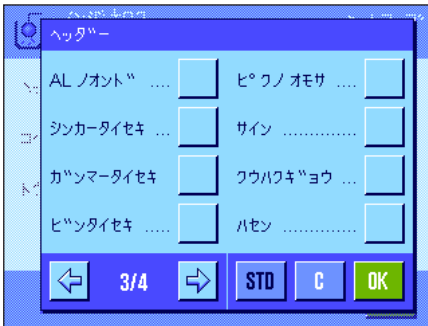 ヘッダー
ALノオンド ....
ピクノオモサ ..
シンカータイセキ ...
サイン .............
ガンマータイセキ
クウハクギョウ ...
ビンタイセキ .....
ハセン ............
3/4
STD
C
OK